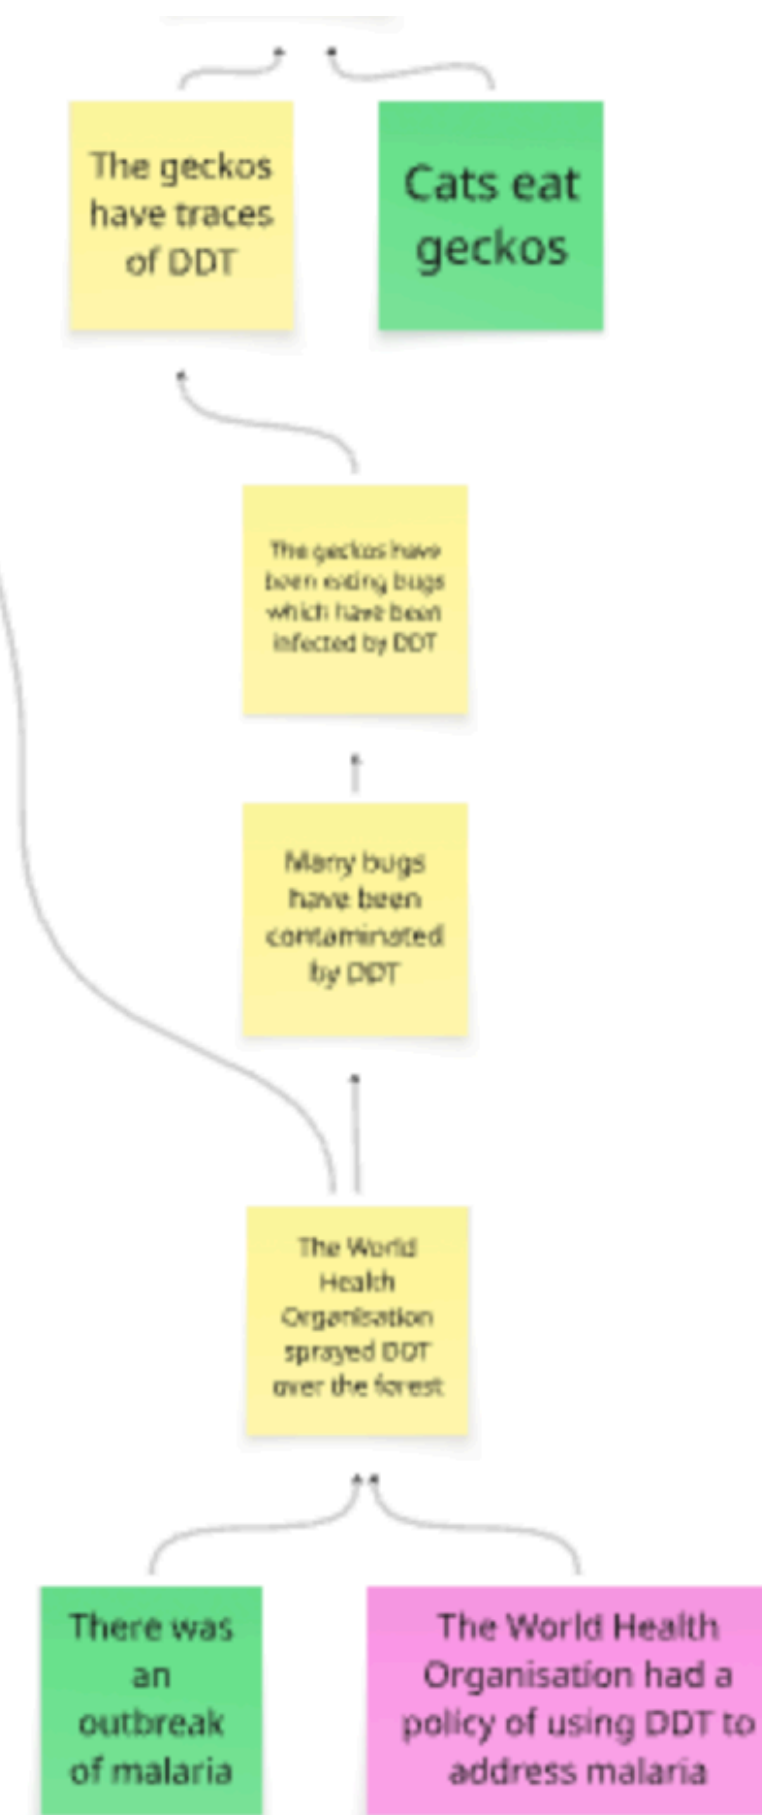 The geckos
have traces
of DDT
Cats eat
geckos
The geckos have
been eating bugs
which have been
infected by DDT
Many bugs
have been
contaminated
by DDT
The World
Health
Organisation
sprayed DDT
over the forest
There was
an
outbreak
of malaria
The World Health
Organisation had a
policy of using DDT to
address malaria